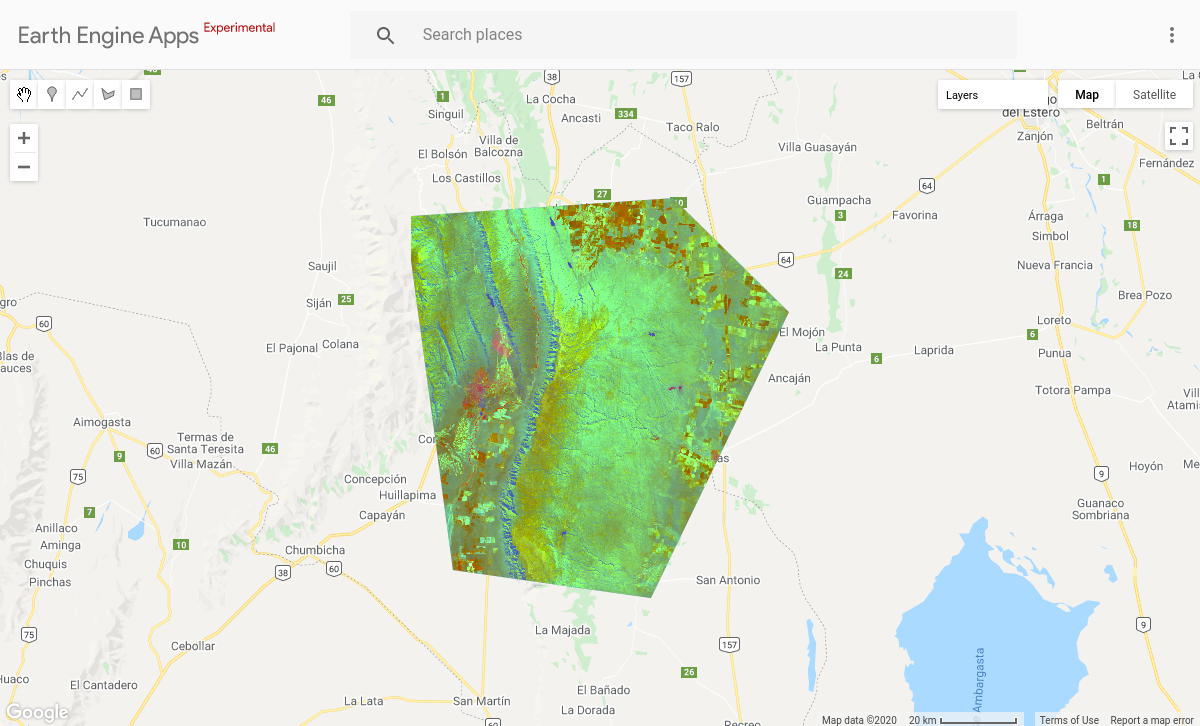 Earth Engine Apps Experimental
Search places
Layers
Map
Satellite
38
157
46
1
La Cocha
Singuil
Ancasti
334
Taco Ralo
del Estero
Beltrán
Zanjón
Villa de
Balcozna
El Bolsón
Villa Guasayán
Fernández
Los Castillos
64
1
27
Guampacha
3
Favorina
Tucumanao
Árraga
18
Simbol
Saujil
64
24
Nueva Francia
Siján
25
Brea Pozo
60
Loreto
El Mojón
6
El Pajonal
Colana
La Punta
6
Laprida
Punua
Ancaján
Totora Pampa
Aimogasta
Termas de
Santa Teresita
60
46
9
Villa Mazán
75
Concepción
9
Hoyón
Huillapima
7
Capayán
Guanaco
Sombriana
Anillaco
Aminga
10
Chumbicha
Chuquis
38
60
Pinchas
San Antonio
75
La Majada
9
Cebollar
157
26
El Cantadero
El Bañado
La Lata
San Martín
La Dorada
60
Recreo
Ambargasta
Google
Map data ©2020
20 km
Terms of Use
Report a map error